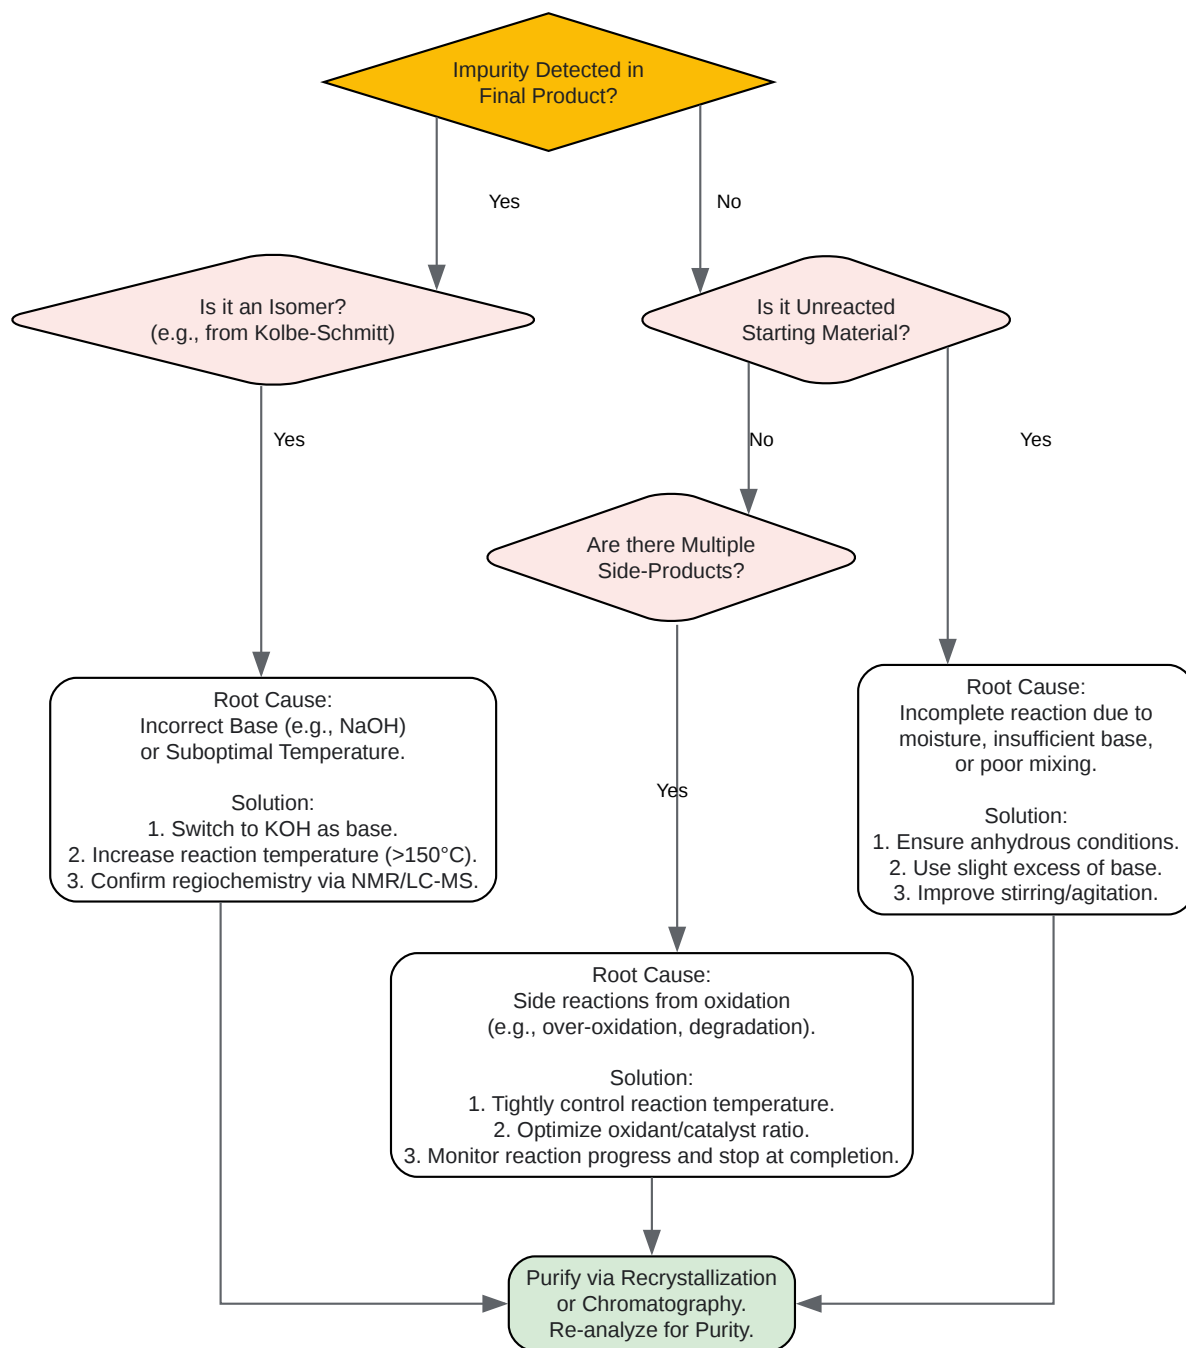 Impurity Detected in
Final Product?
Yes
No
Is it an Isomer?
(e.g., from Kolbe-Schmitt)
Is it Unreacted
Starting Material?
Yes
No
Yes
Are there Multiple
Side-Products?
Root Cause:
Incorrect Base (e.g., NaOH)
or Suboptimal Temperature.
Solution:
1. Switch to KOH as base.
2. Increase reaction temperature (>150°C).
3. Confirm regiochemistry via NMR/LC-MS.
Yes
Root Cause:
Incomplete reaction due to
moisture, insufficient base,
or poor mixing.
Solution:
1. Ensure anhydrous conditions.
2. Use slight excess of base.
3. Improve stirring/agitation.
Root Cause:
Side reactions from oxidation
(e.g., over-oxidation, degradation).
Solution:
1. Tightly control reaction temperature.
2. Optimize oxidant/catalyst ratio.
3. Monitor reaction progress and stop at completion.
Purify via Recrystallization
or Chromatography.
Re-analyze for Purity.